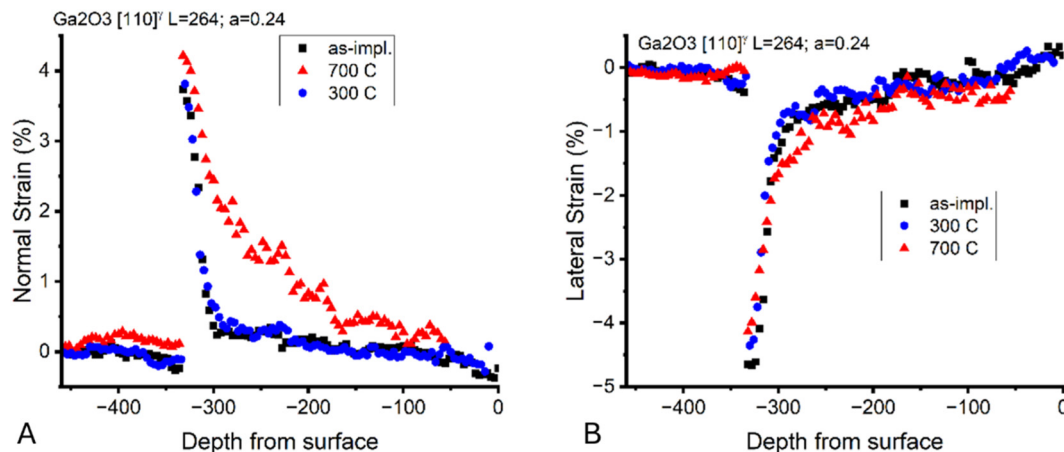 Ga2O3 [110]ᵞ L=264; a=0.24
as-impl.
700 C
300 C
Normal Strain (%)
4
3
2
1
0
−400 −300 −200 −100 0
Depth from surface
A
Ga2O3 [110]ᵞ L=264; a=0.24
as-impl.
300 C
700 C
Lateral Strain (%)
0
−1
−2
−3
−4
−5
−400 −300 −200 −100 0
Depth from surface
B